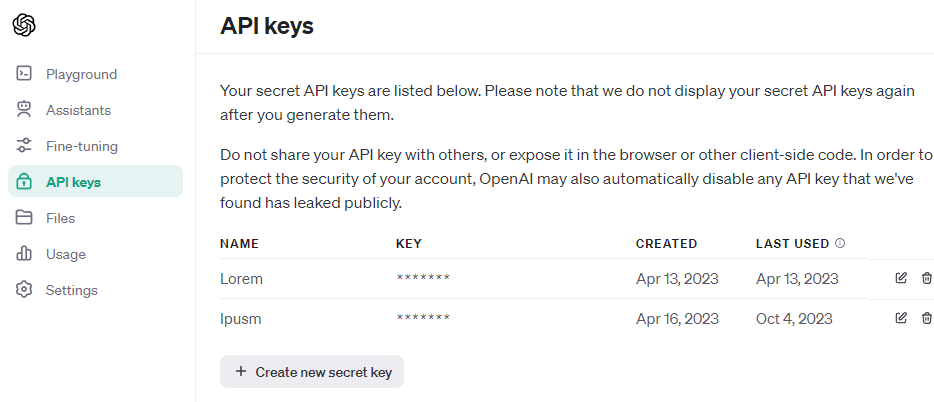 API keys
Playground
Assistants
Fine-tuning
API keys
Files
Usage
Settings
Your secret API keys are listed below. Please note that we do not display your secret API keys again
after you generate them.
Do not share your API key with others, or expose it in the browser or other client-side code. In order to
protect the security of your account, OpenAI may also automatically disable any API key that we've
found has leaked publicly.
NAME KEY CREATED LAST USED
Lorem ******* Apr 13, 2023 Apr 13, 2023
Ipusm ******* Apr 16, 2023 Oct 4, 2023
+ Create new secret key